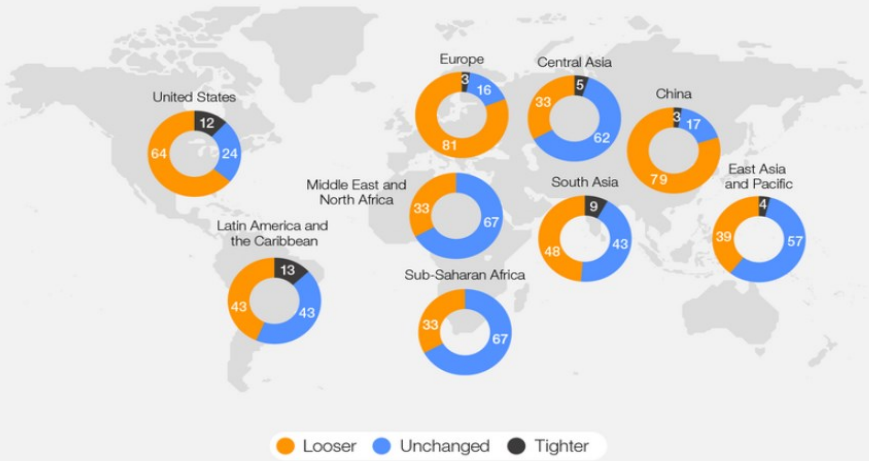 Europe
3
16
81
Central Asia
5
33
62
United States
12
64
24
China
3
17
79
Middle East and
North Africa
33
67
South Asia
9
48
43
East Asia
and Pacific
4
39
57
Latin America and
the Caribbean
13
43
43
Sub-Saharan Africa
33
67
Looser
Unchanged
Tighter